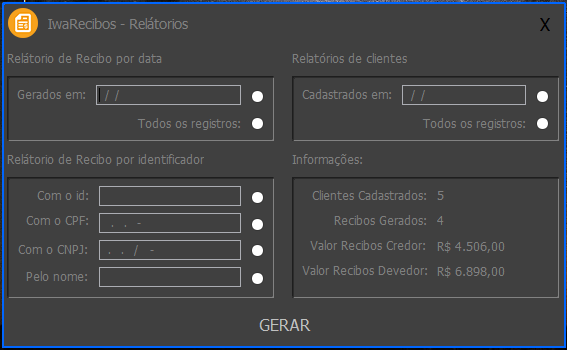 IwaRecibos - Relátorios
X
Relátorio de Recibo por data
Gerados em: / /
Todos os registros:
Relatórios de clientes
Cadastrados em: / /
Todos os registros:
Relátorio de Recibo por identificador
Com o id:
Com o CPF: . . -
Com o CNPJ: . . / -
Pelo nome:
Informações:
Clientes Cadastrados: 5
Recibos Gerados: 4
Valor Recibos Credor: R$ 4.506,00
Valor Recibos Devedor: R$ 6.898,00
GERAR